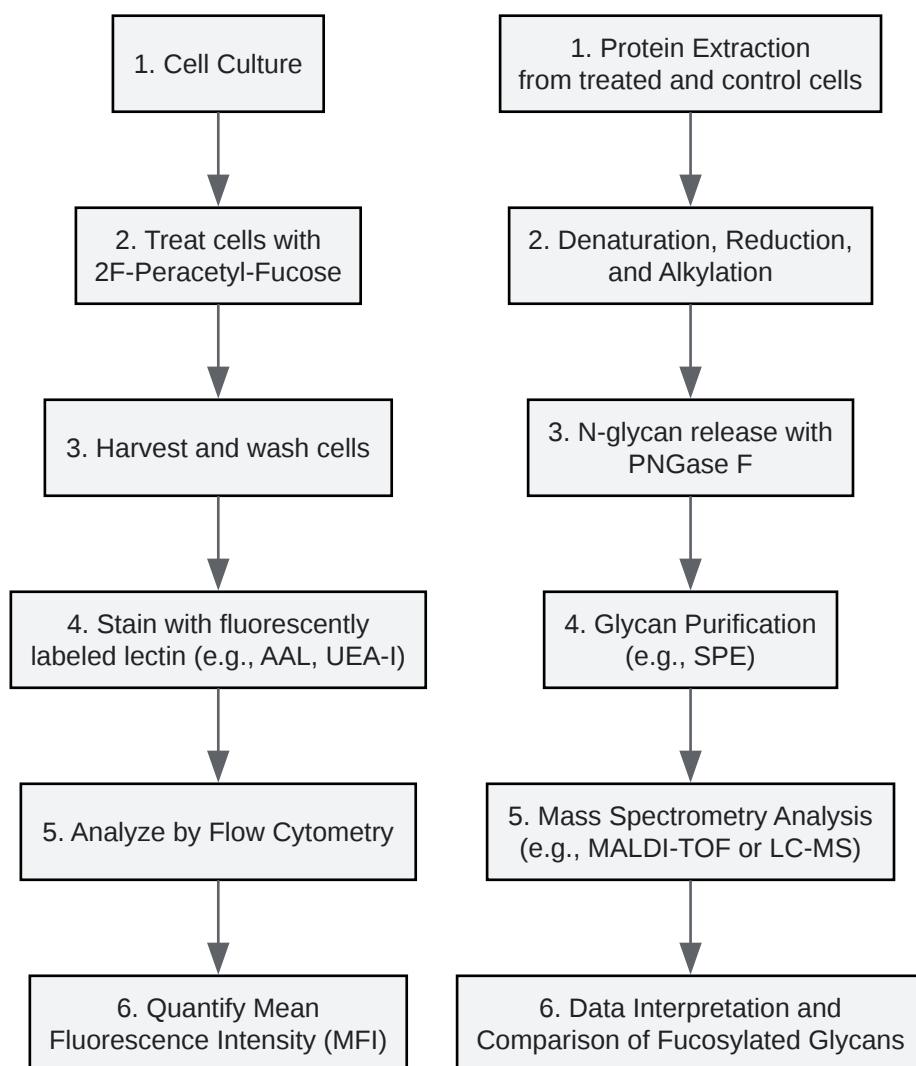 1. Cell Culture
2. Treat cells with
2F-Peracetyl-Fucose
3. Harvest and wash cells
4. Stain with fluorescently
labeled lectin (e.g., AAL, UEA-I)
5. Analyze by Flow Cytometry
6. Quantify Mean
Fluorescence Intensity (MFI)
1. Protein Extraction
from treated and control cells
2. Denaturation, Reduction,
and Alkylation
3. N-glycan release with
PNGase F
4. Glycan Purification
(e.g., SPE)
5. Mass Spectrometry Analysis
(e.g., MALDI-TOF or LC-MS)
6. Data Interpretation and
Comparison of Fucosylated Glycans